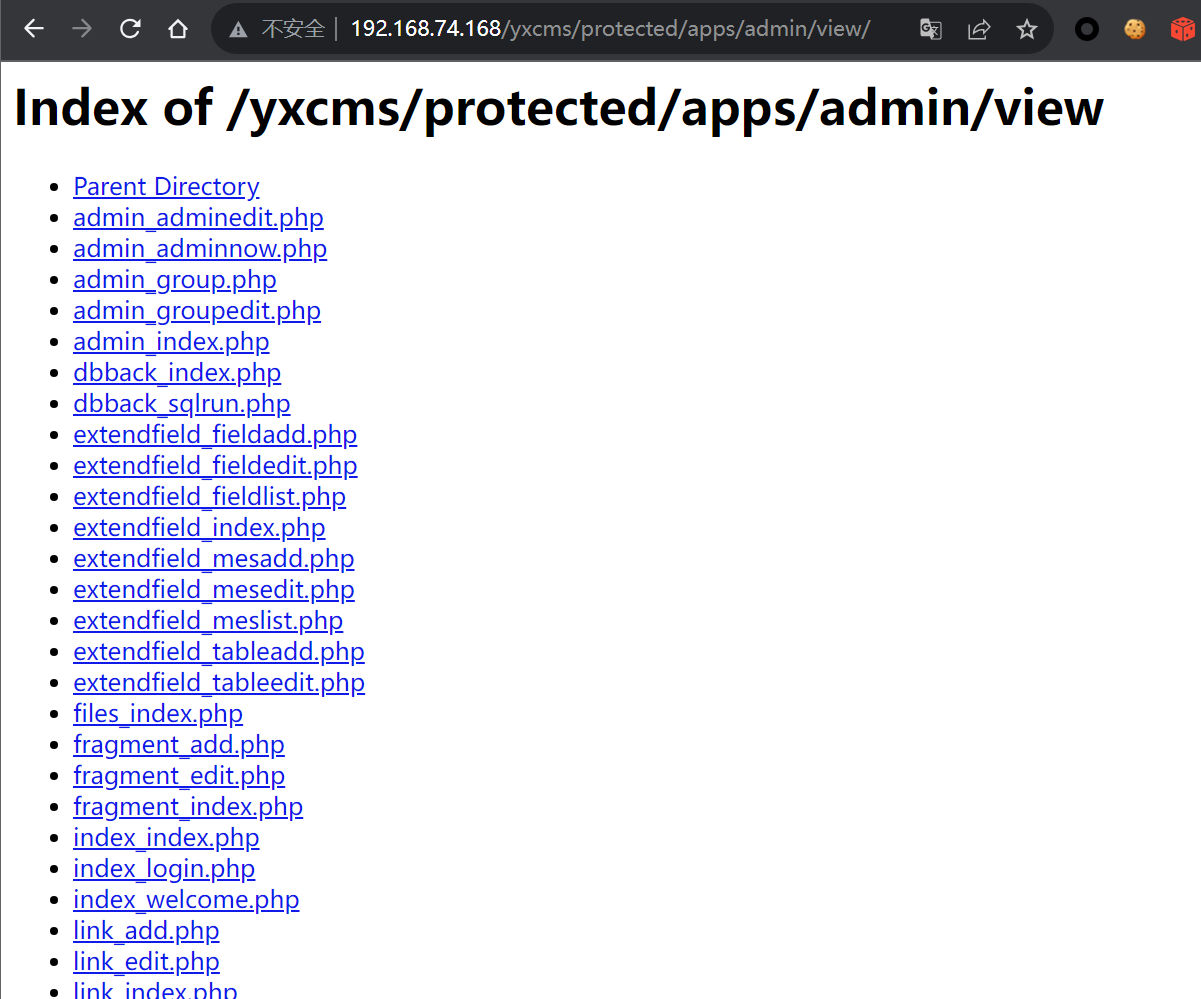 不安全 192.168.74.168/yxcms/protected/apps/admin/view/
Index of /yxcms/protected/apps/admin/view
Parent Directory
admin_adminedit.php
admin_adminnow.php
admin_group.php
admin_groupedit.php
admin_index.php
dbback_index.php
dbback_sqlrun.php
extendfield_fieldadd.php
extendfield_fieldedit.php
extendfield_fieldlist.php
extendfield_index.php
extendfield_mesadd.php
extendfield_mesedit.php
extendfield_meslist.php
extendfield_tableadd.php
extendfield_tableedit.php
files_index.php
fragment_add.php
fragment_edit.php
fragment_index.php
index_index.php
index_login.php
index_welcome.php
link_add.php
link_edit.php
link_index.php